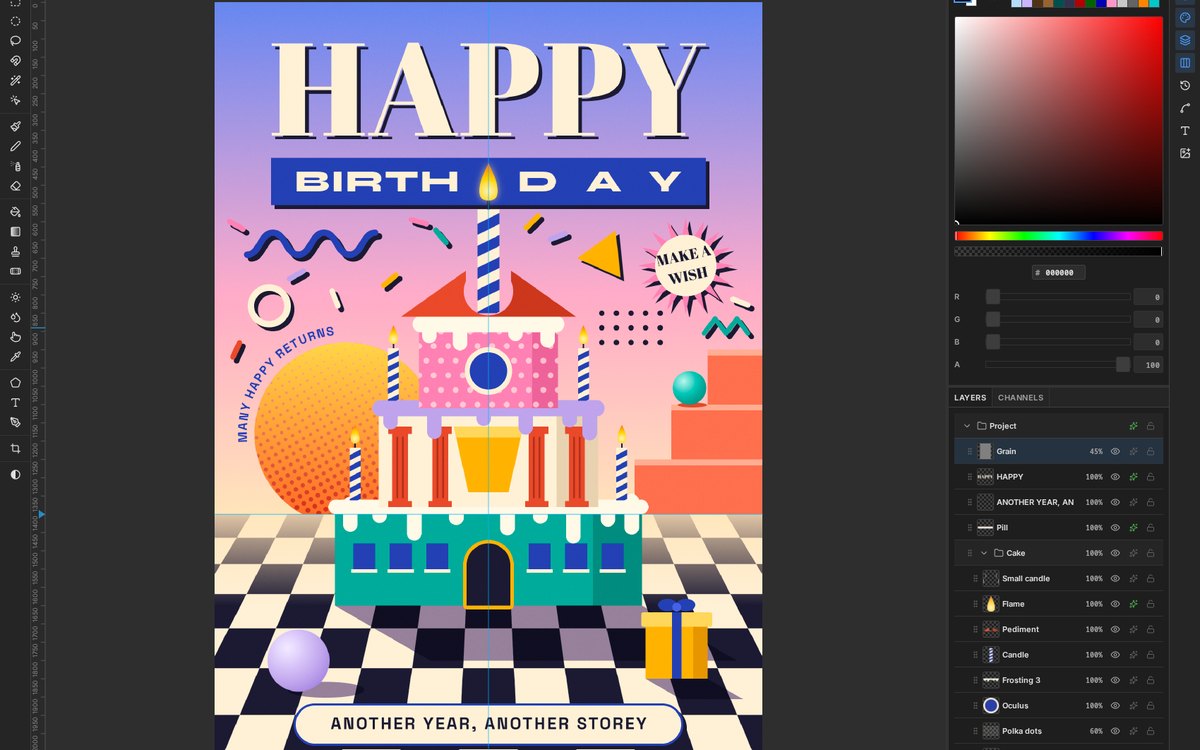 HAPPY
BIRTH DAY
MAKE A
WISH
MANY HAPPY RETURNS
ANOTHER YEAR, ANOTHER STOREY
# 000000
R 0
G 0
B 0
A 100
LAYERS CHANNELS
Project
Grain 45%
HAPPY 100%
ANOTHER YEAR, AN 100%
Pill 100%
Cake 100%
Small candle 100%
Flame 100%
Pediment 100%
Candle 100%
Frosting 3 100%
Oculus 100%
Polka dots 60%